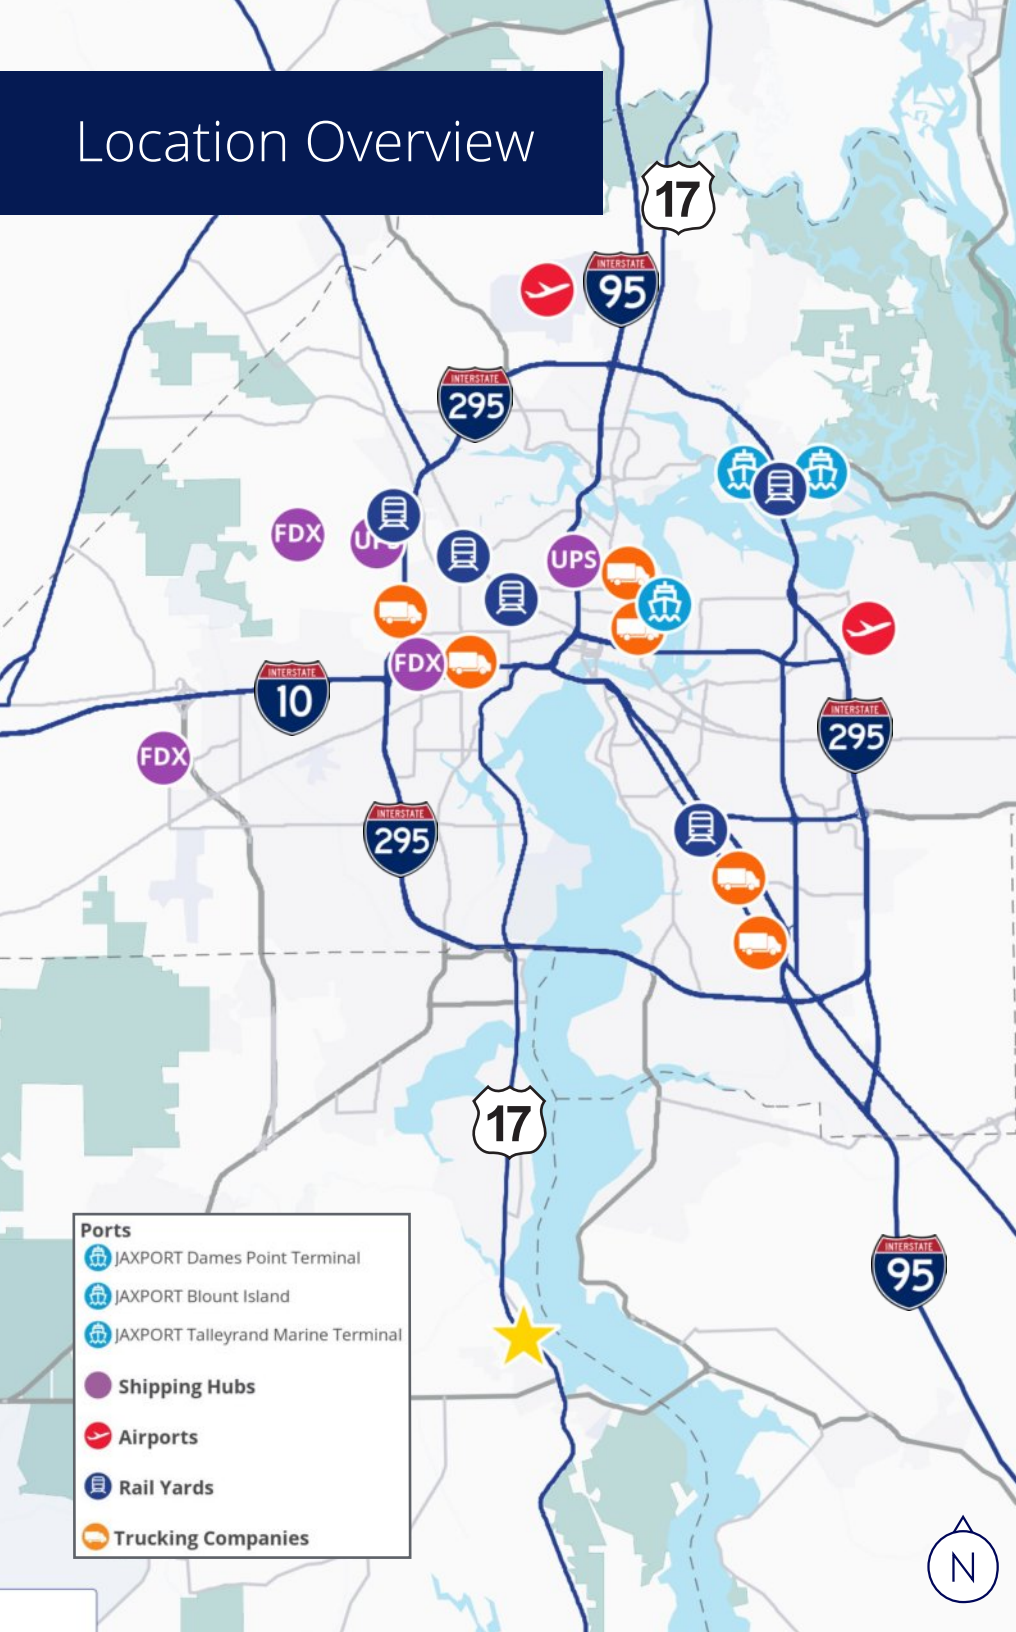 Location Overview
17
INTERSTATE
95
INTERSTATE
295
FDX
UPS
UPS
FDX
INTERSTATE
10
INTERSTATE
295
FDX
INTERSTATE
295
17
INTERSTATE
95
Ports
JAXPORT Dames Point Terminal
JAXPORT Blount Island
JAXPORT Talleyrand Marine Terminal
Shipping Hubs
Airports
Rail Yards
Trucking Companies
N